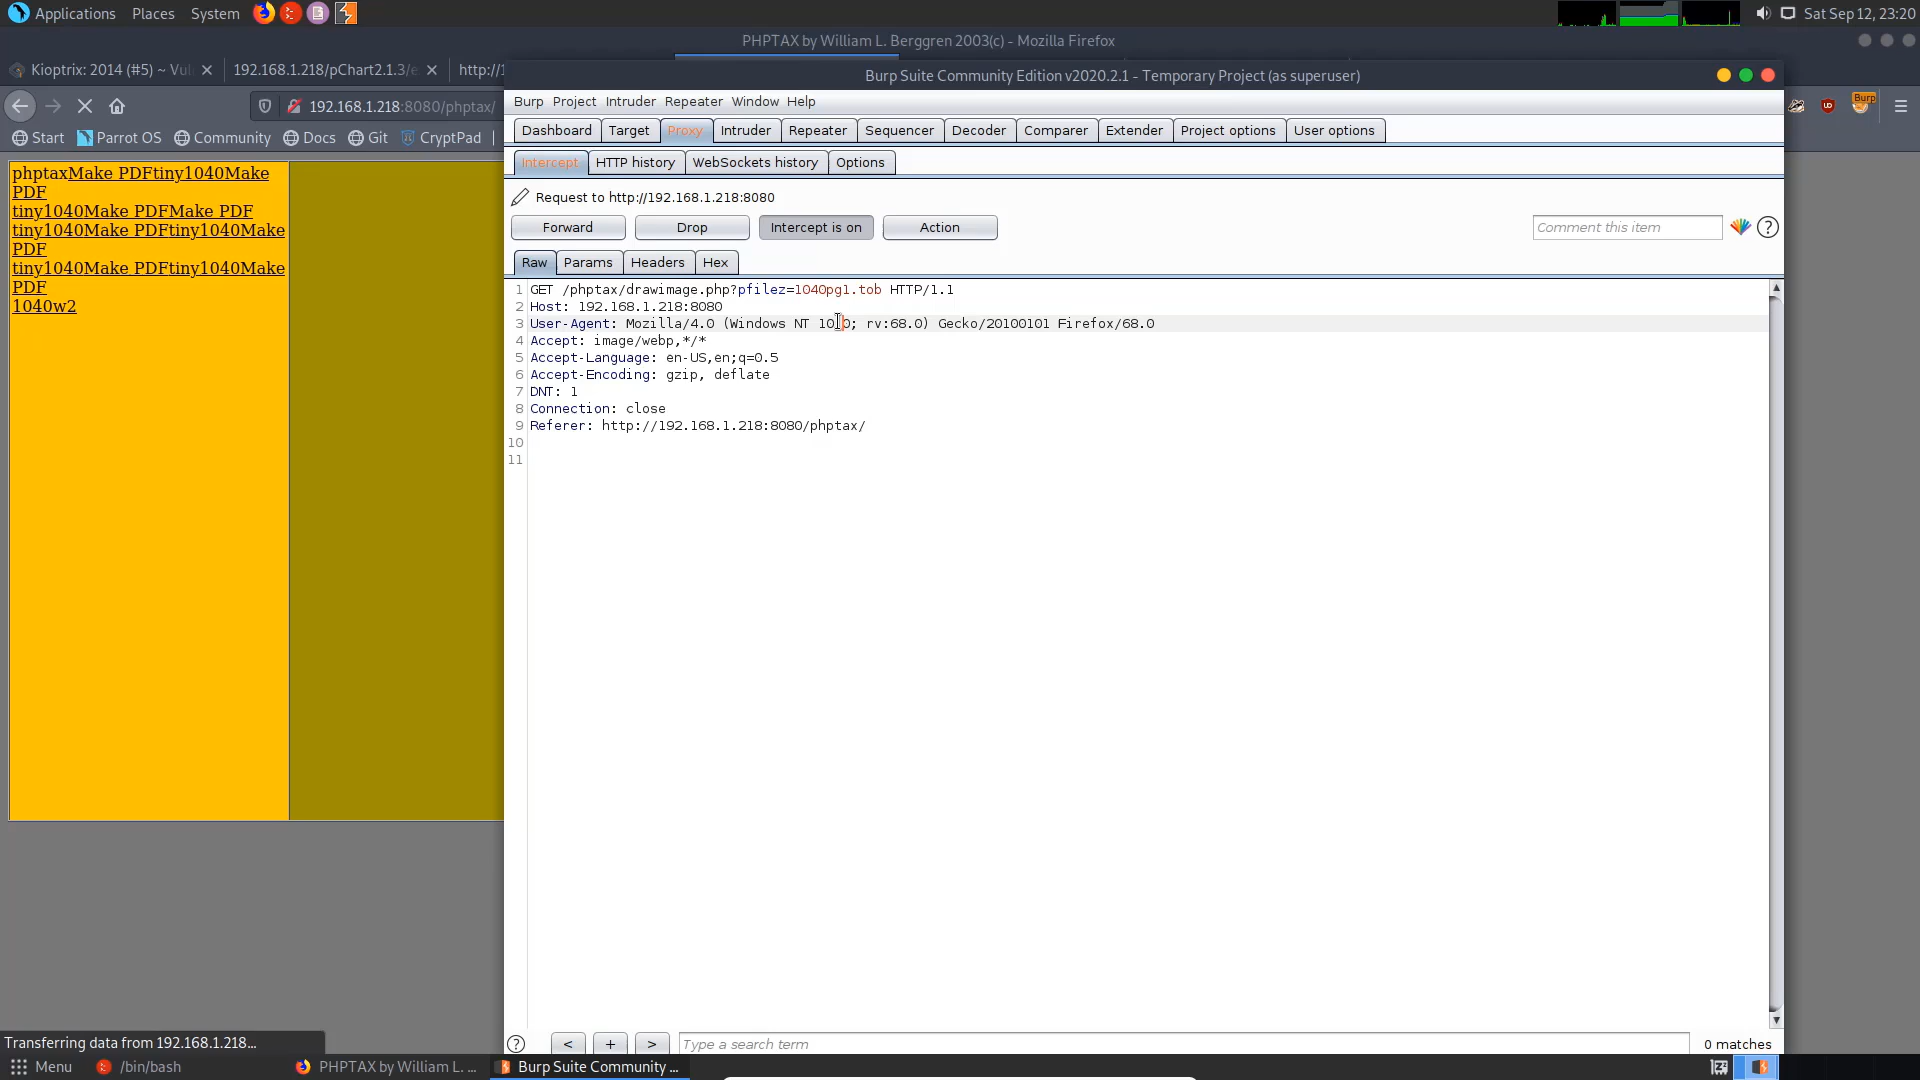 Applications Places System Sat Sep 12, 23:20
PHPTAX by William L. Berggren 2003(c) - Mozilla Firefox
Kioptrix: 2014 (#5) ~ Vul 192.168.1.218/pChart2.1.3/e http://1
192.168.1.218:8080/phptax/
Start Parrot OS Community Docs Git CryptPad
phptaxMake PDFtiny1040Make
PDF
tiny1040Make PDFMake PDF
tiny1040Make PDFtiny1040Make
PDF
tiny1040Make PDFtiny1040Make
PDF
1040w2
Burp Suite Community Edition v2020.2.1 - Temporary Project (as superuser)
Burp Project Intruder Repeater Window Help
Burp
Dashboard Target Proxy Intruder Repeater Sequencer Decoder Comparer Extender Project options User options
Intercept HTTP history WebSockets history Options
Request to http://192.168.1.218:8080
Forward Drop Intercept is on Action Comment this item ?
Raw Params Headers Hex
1 GET /phptax/drawimage.php?pfilez=1040pg1.tob HTTP/1.1
2 Host: 192.168.1.218:8080
3 User-Agent: Mozilla/4.0 (Windows NT 10.0; rv:68.0) Gecko/20100101 Firefox/68.0
4 Accept: image/webp,*/*
5 Accept-Language: en-US,en;q=0.5
6 Accept-Encoding: gzip, deflate
7 DNT: 1
8 Connection: close
9 Referer: http://192.168.1.218:8080/phptax/
10
11
? < + > Type a search term 0 matches
Transferring data from 192.168.1.218...
Menu /bin/bash PHPTAX by William L. ... Burp Suite Community ...